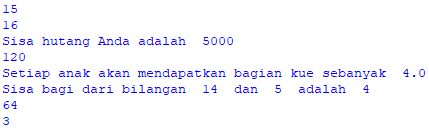 15
16
Sisa hutang Anda adalah  5000
120
Setiap anak akan mendapatkan bagian kue sebanyak  4.0
Sisa bagi dari bilangan  14  dan  5  adalah  4
64
3